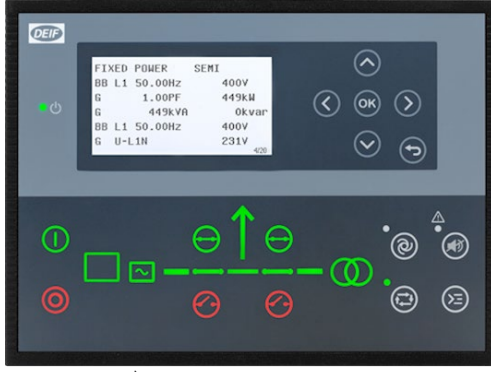 DEIF
FIXED POWER SEMI
BB L1 50.00Hz 400V
G 1.00PF 449kW
G 449kVA 0kvar
BB L1 50.00Hz 400V
G U-L1N 231V
4/20
OK